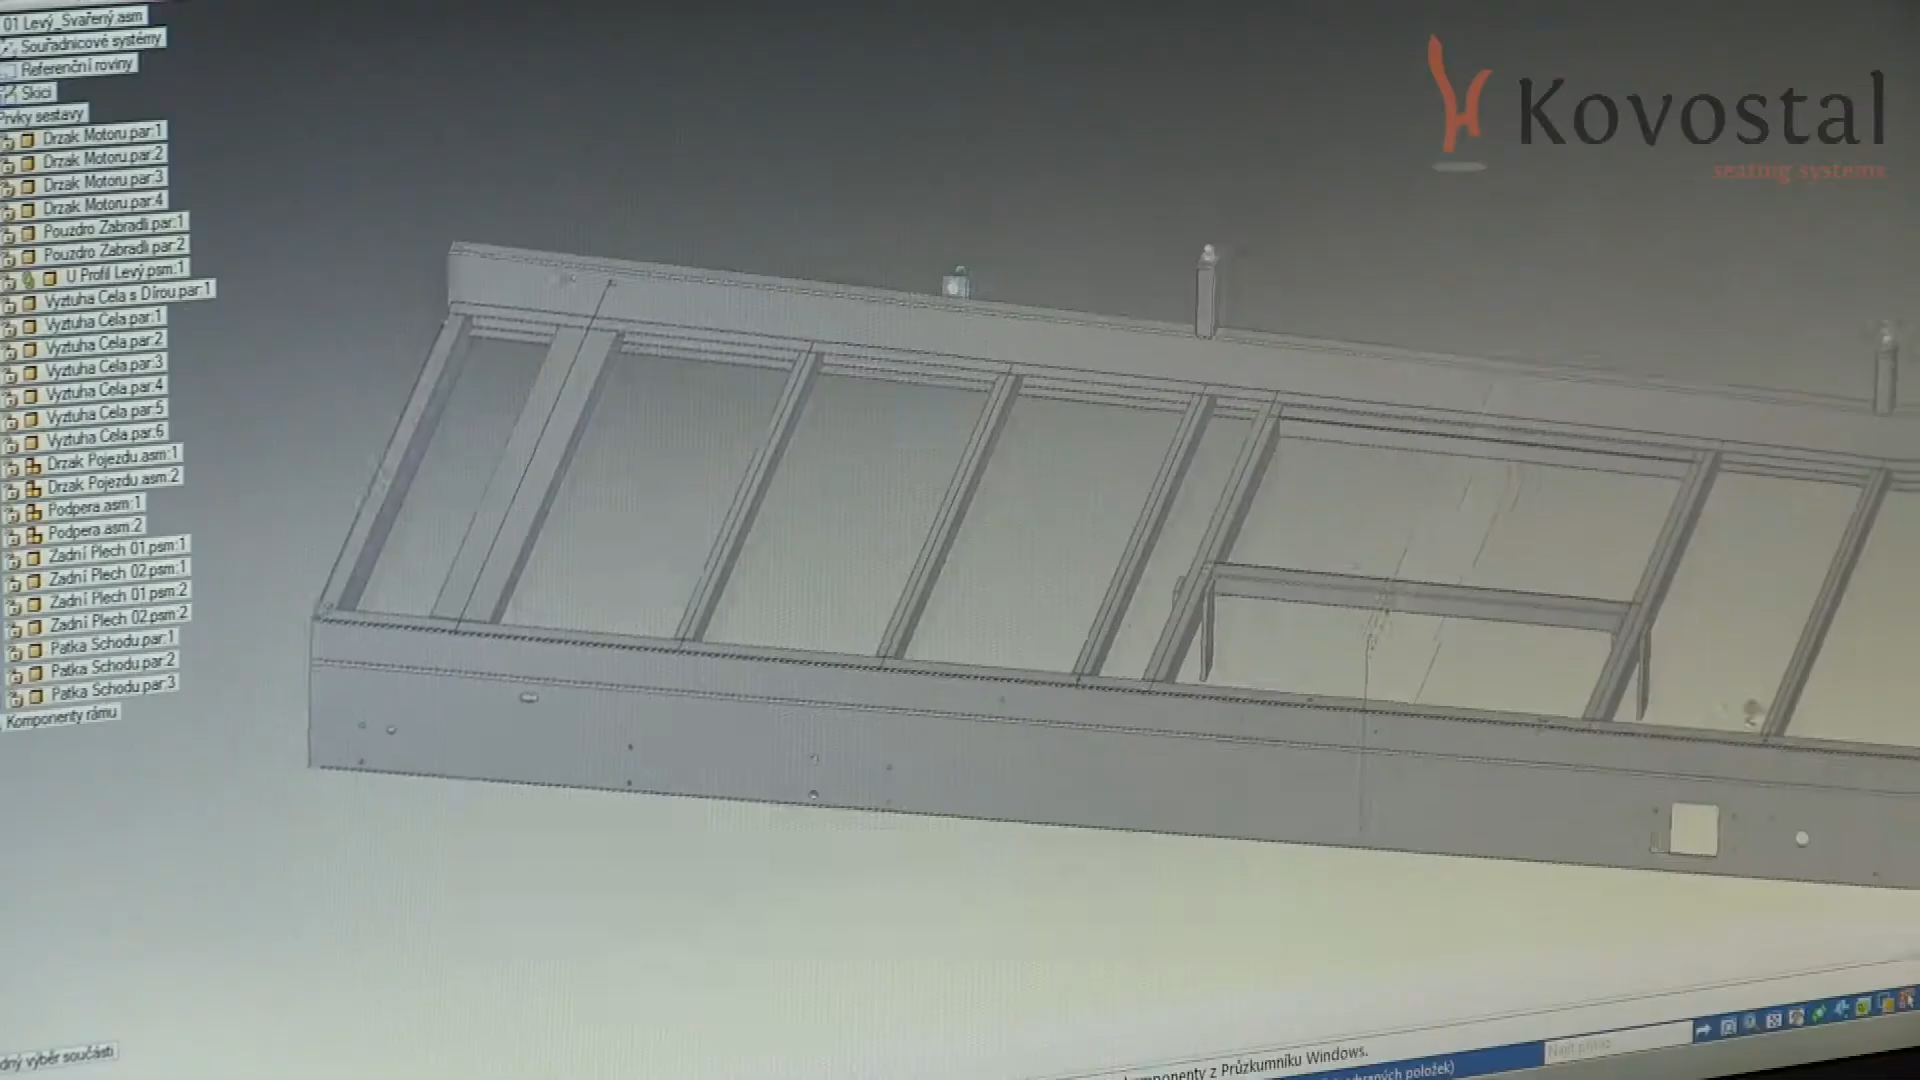 01 Levý_Svařený.asm
Souřadnicové systémy
Referenční roviny
Skici
Prvky sestavy
Drzak Motoru.par:1
Drzak Motoru.par:2
Drzak Motoru.par:3
Drzak Motoru.par:4
Pouzdro Zabradli.par:1
Pouzdro Zabradli.par:2
U Profil Levý.psm:1
Vyztuha Cela s Dírou.par:1
Vyztuha Cela.par:1
Vyztuha Cela.par:2
Vyztuha Cela.par:3
Vyztuha Cela.par:4
Vyztuha Cela.par:5
Vyztuha Cela.par:6
Drzak Pojezdu.asm:1
Drzak Pojezdu.asm:2
Podpera.asm:1
Podpera.asm:2
Zadní Plech 01.psm:1
Zadní Plech 02.psm:1
Zadní Plech 01.psm:2
Zadní Plech 02.psm:2
Patka Schodu.par:1
Patka Schodu.par:2
Patka Schodu.par:3
Komponenty rámu
Kovostal
seating systems
výběr součásti
z Průzkumníku Windows.
položek)